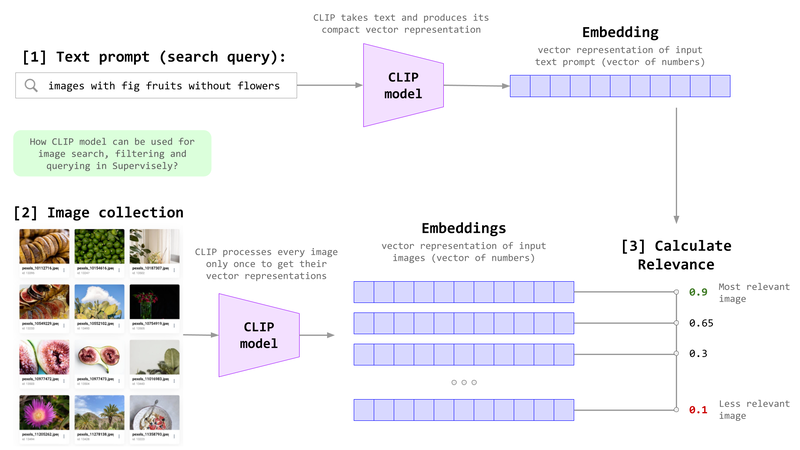 CLIP takes text and produces its
compact vector representation
[1] Text prompt (search query):
images with fig fruits without flowers
CLIP
model
Embedding
vector representation of input
text prompt (vector of numbers)
How CLIP model can be used for
image search, filtering and
querying in Supervisely?
[2] Image collection
CLIP processes every image
only once to get their
vector representations
CLIP
model
Embeddings
vector representation of input
images (vector of numbers)
[3] Calculate
Relevance
0.9
Most relevant
image
0.65
0.3
0.1
Less relevant
image